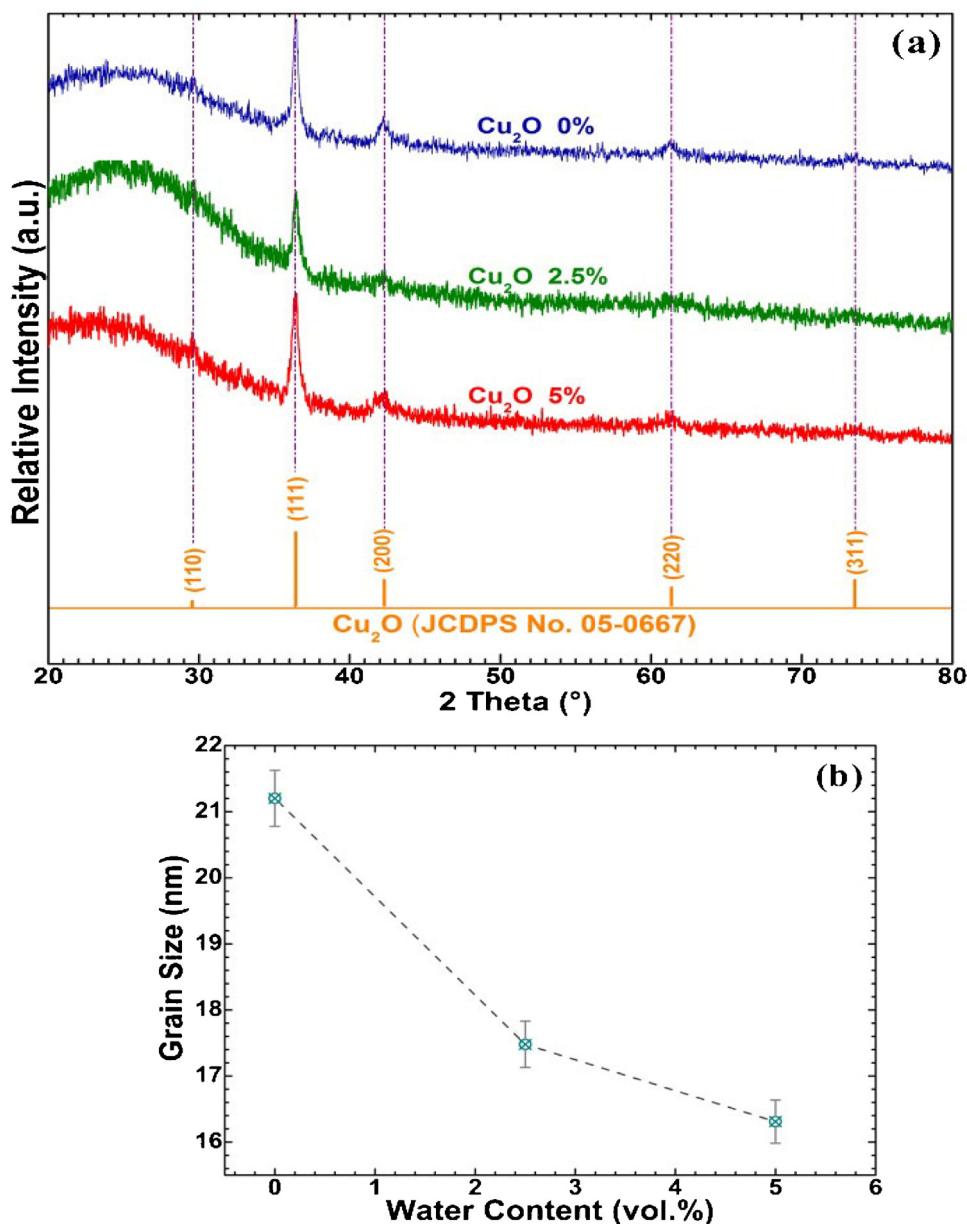 (a)
Relative Intensity (a.u.)
Cu₂O 0%
Cu₂O 2.5%
Cu₂O 5%
(110)
(111)
(200)
(220)
(311)
Cu₂O (JCDPS No. 05-0667)
20 30 40 50 60 70 80
2 Theta (°)
(b)
Grain Size (nm)
22
21
20
19
18
17
16
0 1 2 3 4 5 6
Water Content (vol.%)